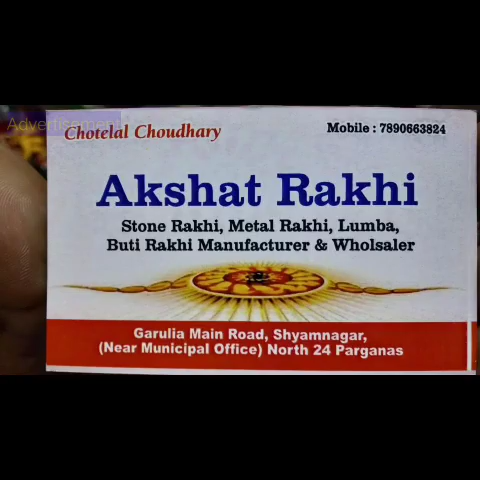 Advertisement
Chotelal Choudhary
Mobile : 7890663824
Akshat Rakhi
Stone Rakhi, Metal Rakhi, Lumba,
Buti Rakhi Manufacturer & Wholsaler
Garulia Main Road, Shyamnagar,
(Near Municipal Office) North 24 Parganas